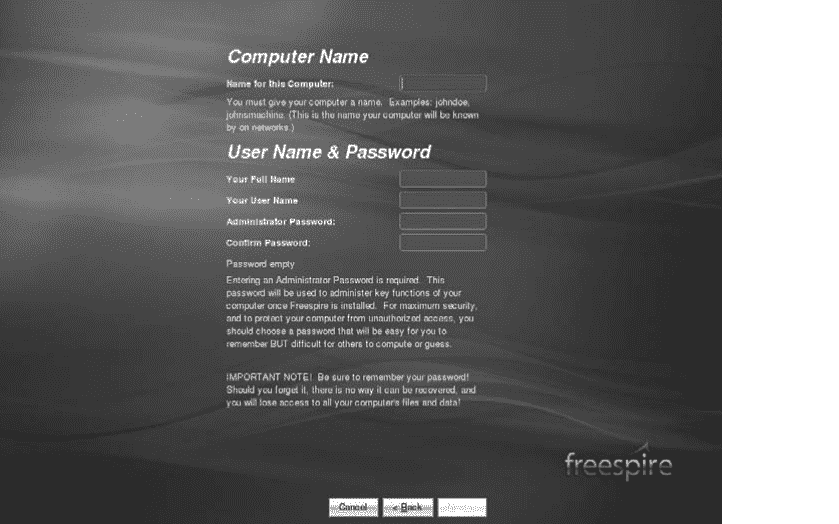 Computer Name
Name for this Computer:
You must give your computer a name. Examples: johndoe,
johnsmachine. (This is the name your computer will be known
by on networks.)
User Name & Password
Your Full Name
Your User Name
Administrator Password:
Confirm Password:
Password empty
Entering an Administrator Password is required. This
password will be used to administer key functions of your
computer once Freespire is installed. For maximum security,
and to protect your computer from unauthorized access, you
should choose a password that will be easy for you to
remember BUT difficult for others to compute or guess.
IMPORTANT NOTE! Be sure to remember your password!
Should you forget it, there is no way it can be recovered, and
you will lose access to all your computer's files and data!
freespire
Cancel < Back